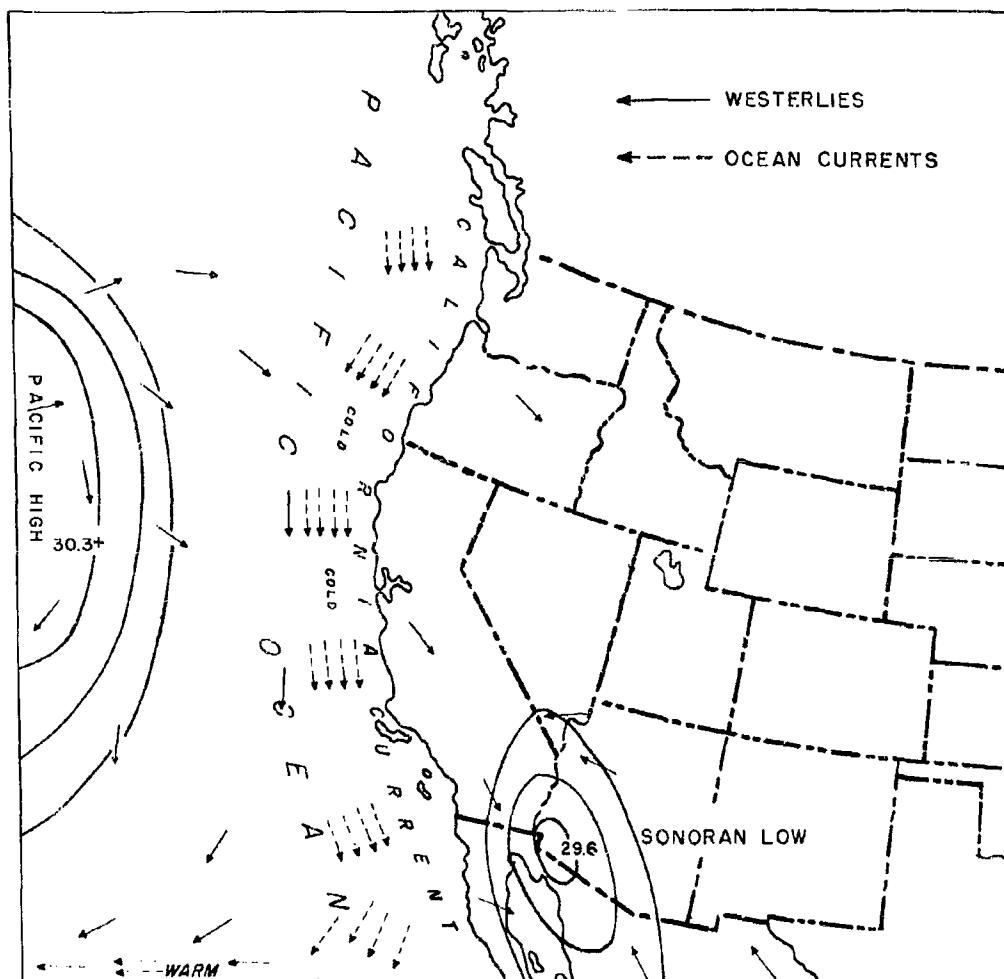 WESTERLIES
OCEAN CURRENTS
PACIFIC OCEAN
CALIFORNIA CURRENT
COLD
COLD
PACIFIC HIGH
30.3+
SONORAN LOW
29.6
WARM